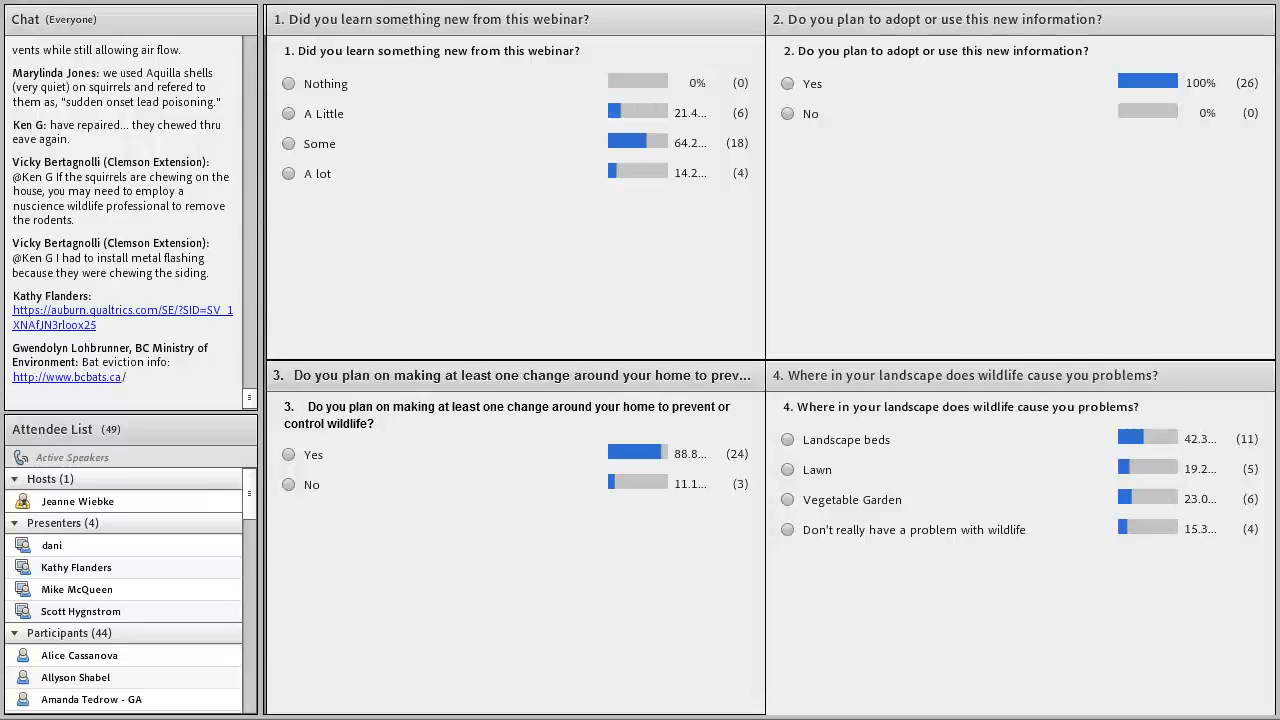 Chat (Everyone)
vents while still allowing air flow.
Marylinda Jones: we used Aquilla shells
(very quiet) on squirrels and refered to
them as, "sudden onset lead poisoning."
Ken G: have repaired... they chewed thru
eave again.
Vicky Bertagnolli (Clemson Extension):
@Ken G If the squirrels are chewing on the
house, you may need to employ a
nuscience wildlife professional to remove
the rodents.
Vicky Bertagnolli (Clemson Extension):
@Ken G I had to install metal flashing
because they were chewing the siding.
Kathy Flanders:
https://auburn.qualtrics.com/SE/?SID=SV_1
XNAfJN3rloox25
Gwendolyn Lohbrunner, BC Ministry of
Environment: Bat eviction info:
http://www.bcbats.ca/
Attendee List (49)
Active Speakers
Hosts (1)
Jeanne Wiebke
Presenters (4)
dani
Kathy Flanders
Mike McQueen
Scott Hygnstrom
Participants (44)
Alice Cassanova
Allyson Shabel
Amanda Tedrow - GA
1. Did you learn something new from this webinar?
1. Did you learn something new from this webinar?
Nothing 0% (0)
A Little 21.4... (6)
Some 64.2... (18)
A lot 14.2... (4)
2. Do you plan to adopt or use this new information?
2. Do you plan to adopt or use this new information?
Yes 100% (26)
No 0% (0)
3. Do you plan on making at least one change around your home to prev...
3. Do you plan on making at least one change around your home to prevent or
control wildlife?
Yes 88.8... (24)
No 11.1... (3)
4. Where in your landscape does wildlife cause you problems?
4. Where in your landscape does wildlife cause you problems?
Landscape beds 42.3... (11)
Lawn 19.2... (5)
Vegetable Garden 23.0... (6)
Don't really have a problem with wildlife 15.3... (4)